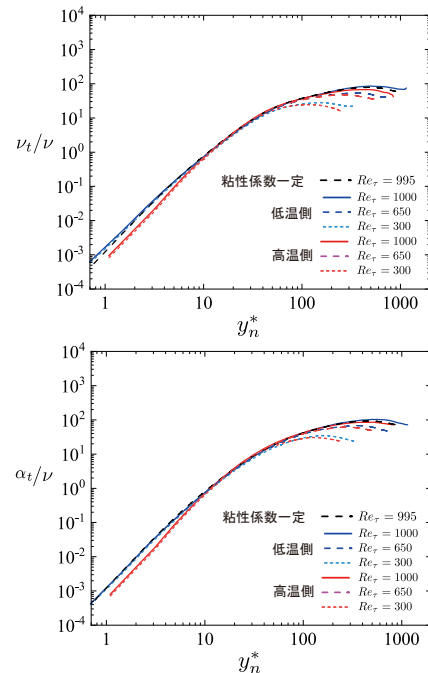 10^4
10^3
10^2
10^1
10^0
10^-1
10^-2
10^-3
10^-4
ν_t/ν
粘性係数一定 Re_τ = 995
Re_τ = 1000
低温側 Re_τ = 650
Re_τ = 300
Re_τ = 1000
高温側 Re_τ = 650
Re_τ = 300
1 10 100 1000
y_n^*
10^4
10^3
10^2
10^1
10^0
10^-1
10^-2
10^-3
10^-4
α_t/ν
粘性係数一定 Re_τ = 995
Re_τ = 1000
低温側 Re_τ = 650
Re_τ = 300
Re_τ = 1000
高温側 Re_τ = 650
Re_τ = 300
1 10 100 1000
y_n^*